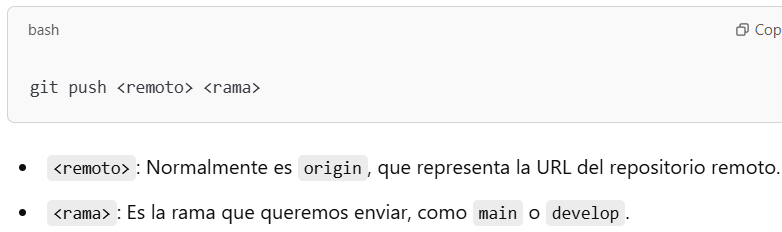 bash
Cop
git push <remoto> <rama>
<remoto>: Normalmente es origin, que representa la URL del repositorio remoto.
<rama>: Es la rama que queremos enviar, como main o develop.